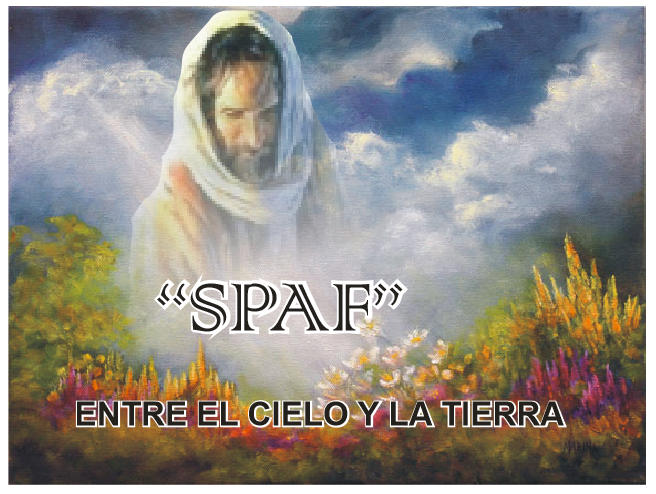 “SPAF”
ENTRE EL CIELO Y LA TIERRA